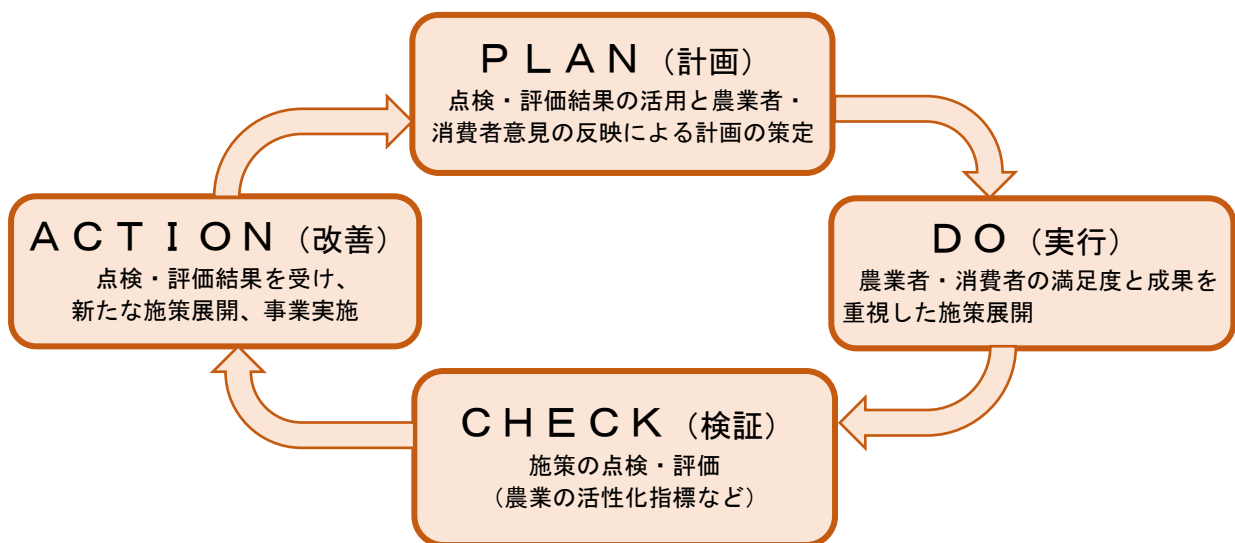 ＰＬＡＮ（計画）
点検・評価結果の活用と農業者・
消費者意見の反映による計画の策定
ＤＯ（実行）
農業者・消費者の満足度と成果を
重視した施策展開
ＣＨＥＣＫ（検証）
施策の点検・評価
（農業の活性化指標など）
ＡＣＴＩＯＮ（改善）
点検・評価結果を受け、
新たな施策展開、事業実施